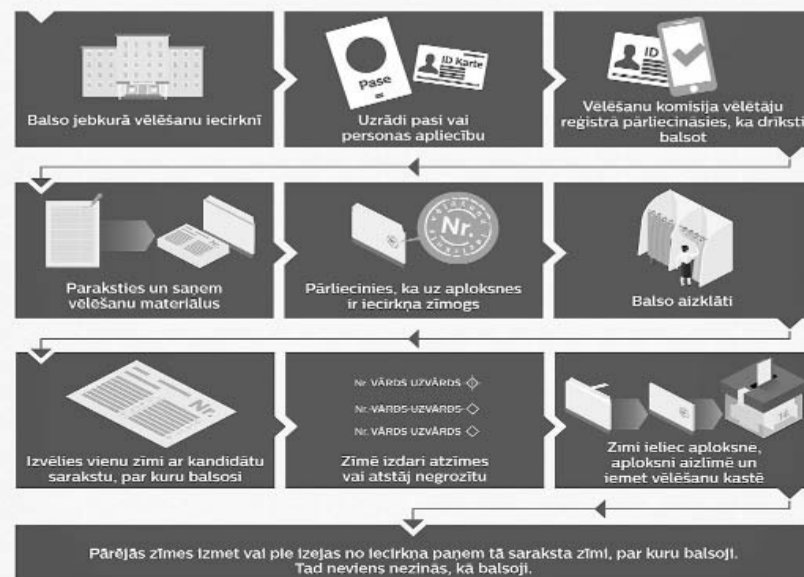 Balso jebkurā vēlēšanu iecirknī
Pase
ID Karte
Uzrādi pasi vai
personas apliecību
ID
Vēlēšanu komisija vēlētāju
reģistrā pārliecināsies, ka drīksti
balsot
Paraksties un saņem
vēlēšanu materiālus
Nr.
Pārliecinies, ka uz aploksnes
ir iecirkņa zīmogs
Balso aizklāti
Nr.
Izvēlies vienu zīmi ar kandidātu
sarakstu, par kuru balsosi
Nr. VĀRDS UZVĀRDS
Nr. VĀRDS UZVĀRDS
Nr. VĀRDS UZVĀRDS
Zīmē izdari atzīmes
vai atstāj negrozītu
Zīmi ieliec aploksnē,
aploksni aizlīmē un
iemet vēlēšanu kastē
Pārējās zīmes izmet vai pie izejas no iecirkņa paņem tā saraksta zīmi, par kuru balsoji.
Tad neviens nezinās, kā balsoji.